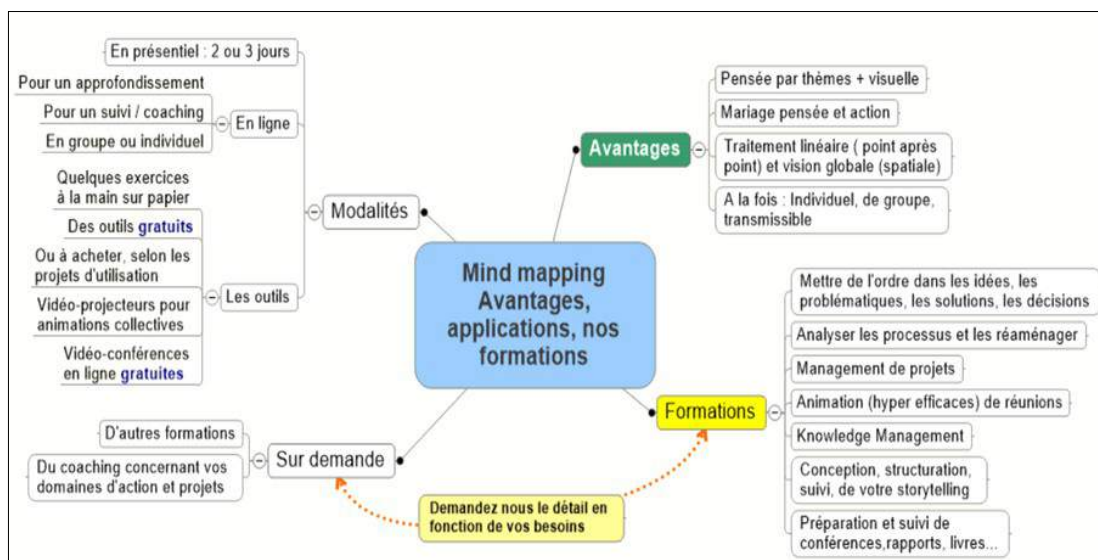 Mind mapping
Avantages,
applications, nos
formations
Avantages
Pensée par thèmes + visuelle
Mariage pensée et action
Traitement linéaire ( point après
point) et vision globale (spatiale)
A la fois : Individuel, de groupe,
transmissible
Formations
Mettre de l'ordre dans les idées, les
problématiques, les solutions, les décisions
Analyser les processus et les réaménager
Management de projets
Animation (hyper efficaces) de réunions
Knowledge Management
Conception, structuration,
suivi, de votre storytelling
Préparation et suivi de
conférences,rapports, livres...
Demandez nous le détail en
fonction de vos besoins
Sur demande
D'autres formations
Du coaching concernant vos
domaines d'action et projets
Modalités
En présentiel : 2 ou 3 jours
En ligne
Pour un approfondissement
Pour un suivi / coaching
En groupe ou individuel
Les outils
Quelques exercices
à la main sur papier
Des outils gratuits
Ou à acheter, selon les
projets d'utilisation
Vidéo-projecteurs pour
animations collectives
Vidéo-conférences
en ligne gratuites